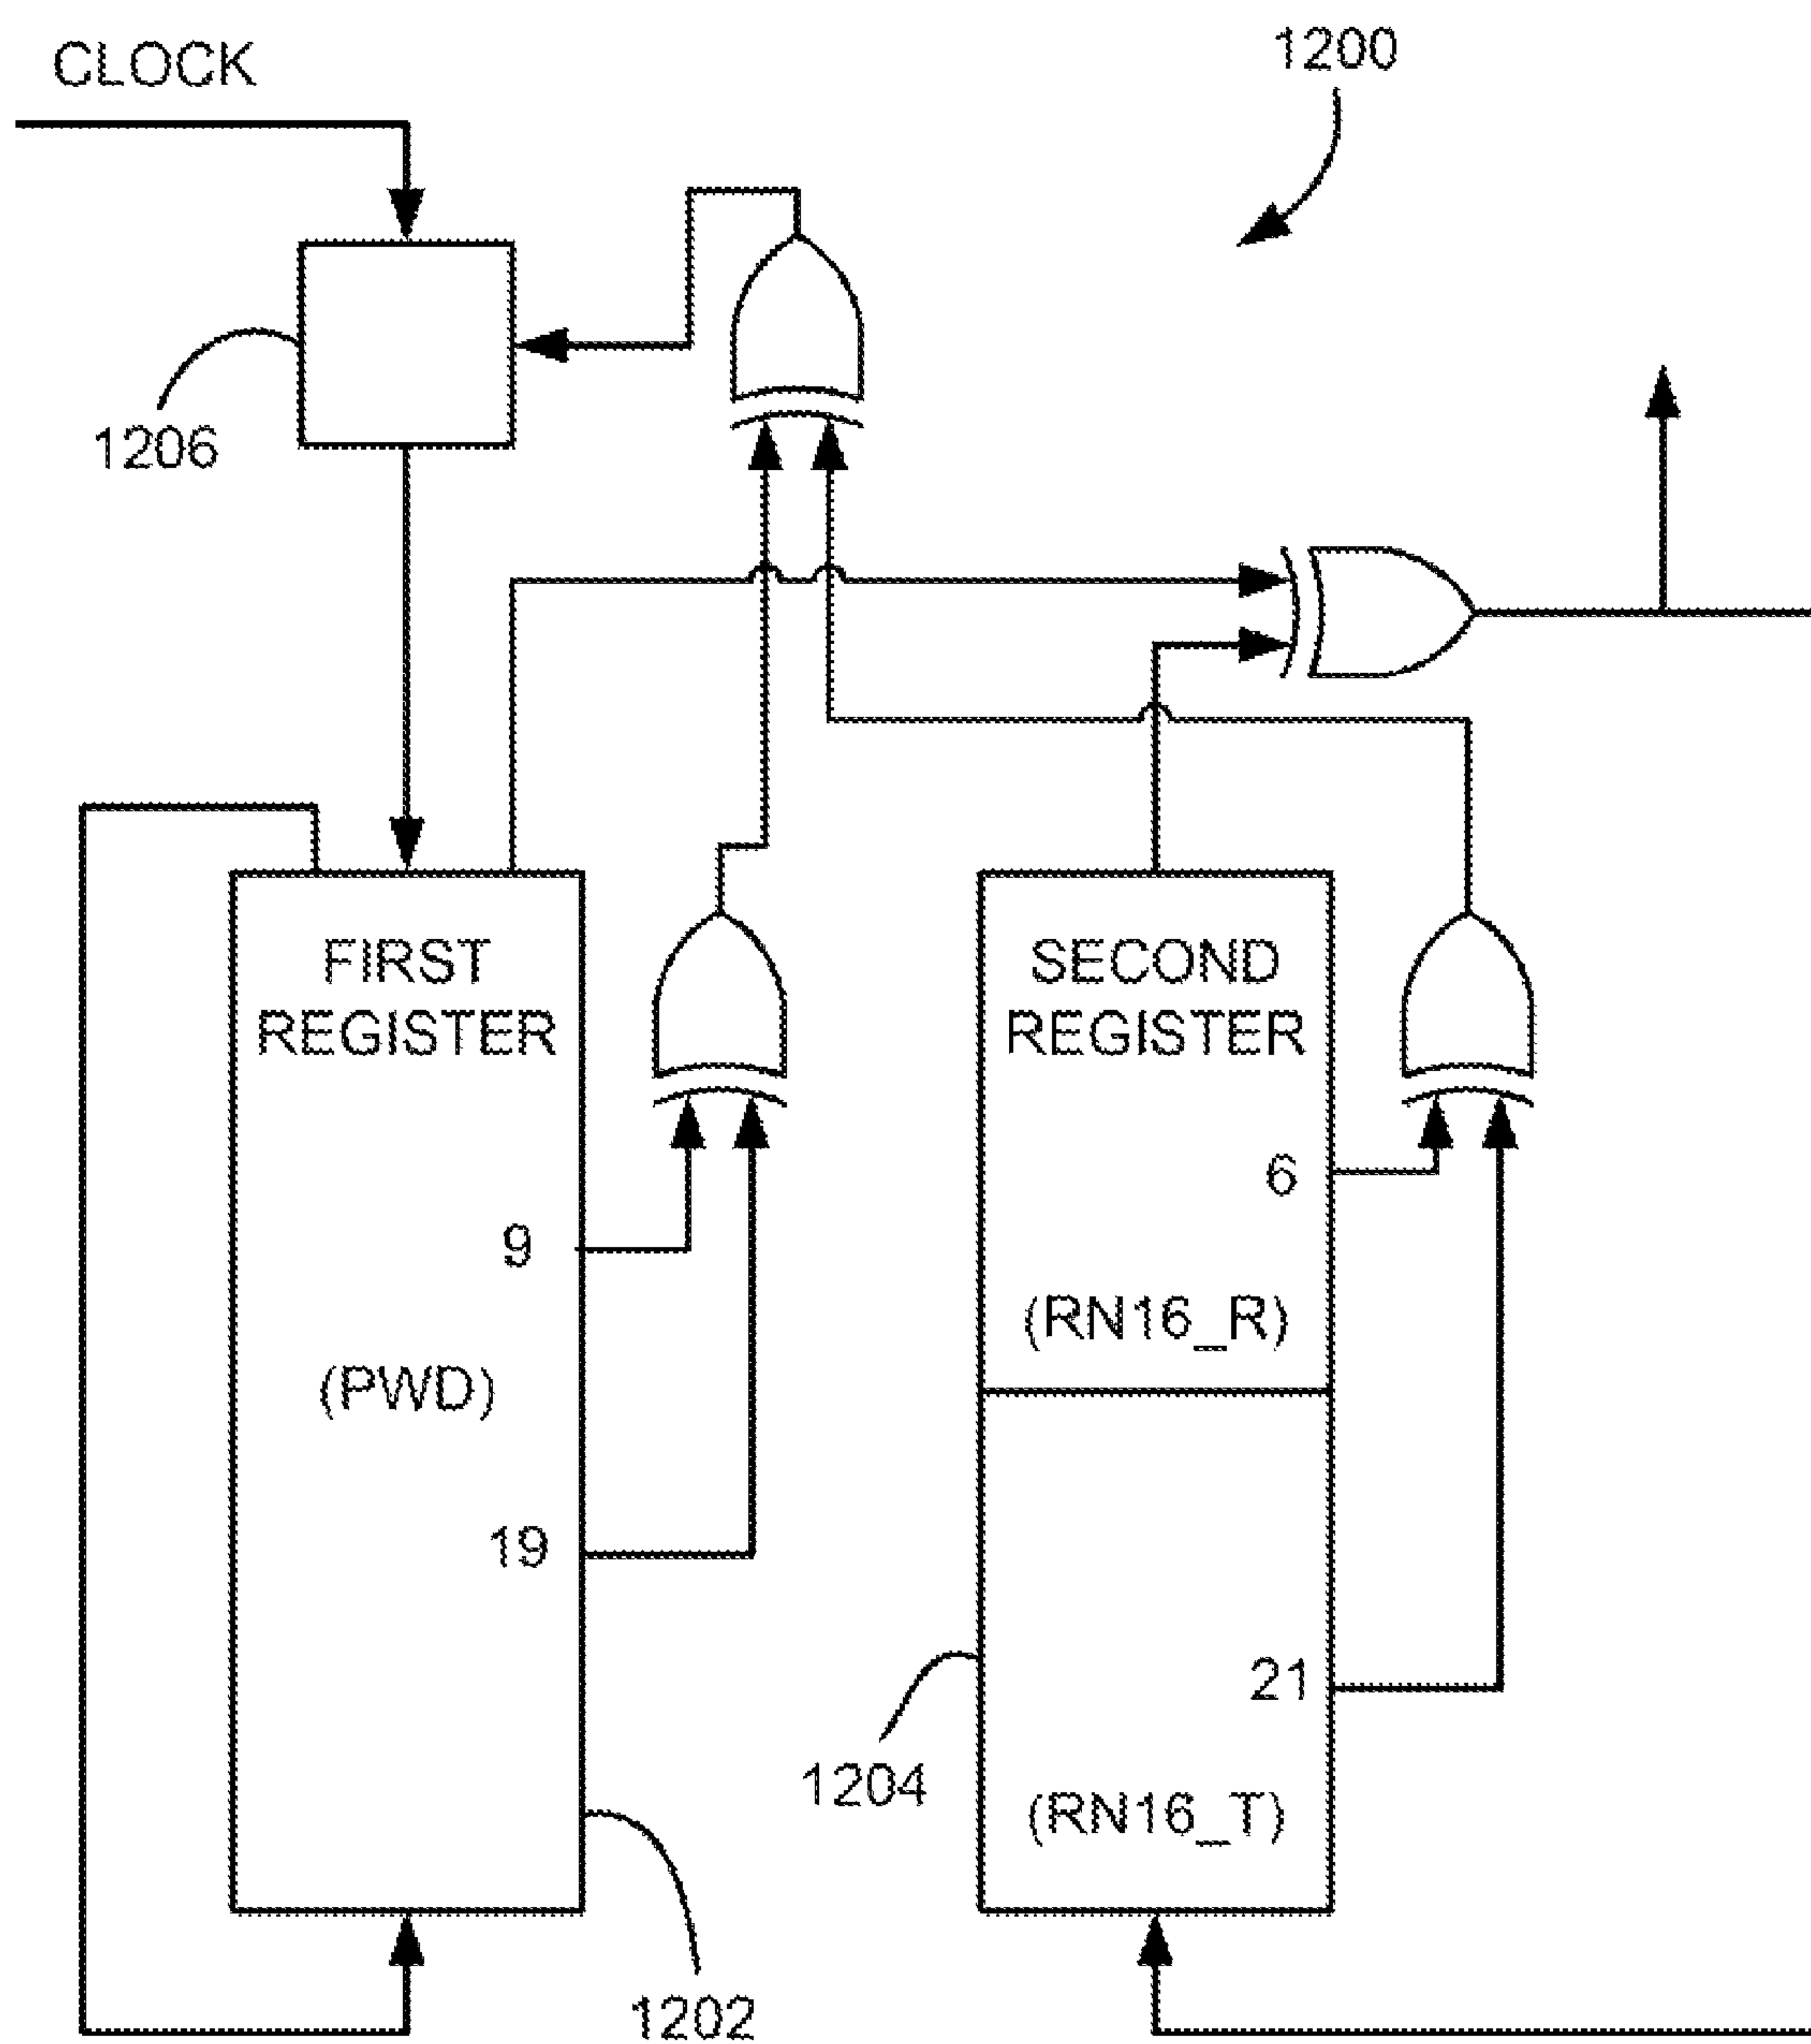 CLOCK
1200
1206
FIRST
REGISTER
SECOND
REGISTER
6
9
(RN16_R)
(PWD)
19
21
1204
(RN16_T)
1202